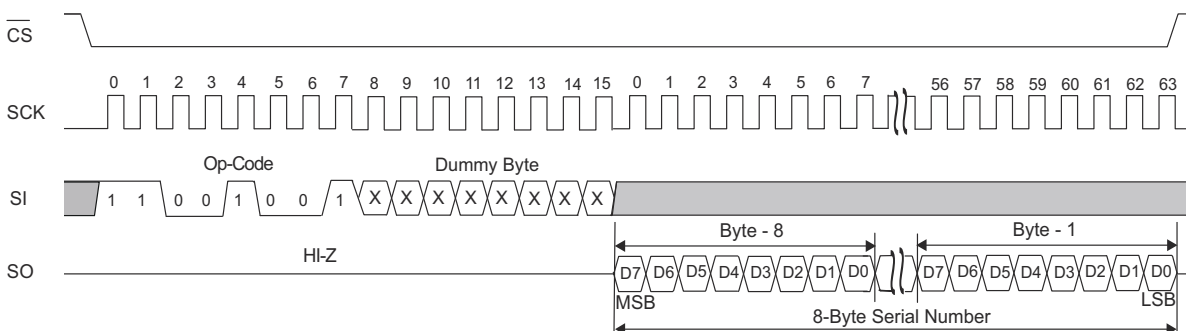 CS
0 1 2 3 4 5 6 7 8 9 10 11 12 13 14 15 0 1 2 3 4 5 6 7 56 57 58 59 60 61 62 63
SCK
Op-Code Dummy Byte
SI 1 1 0 0 1 0 0 1 X X X X X X X X
HI-Z Byte - 8 Byte - 1
SO D7 D6 D5 D4 D3 D2 D1 D0 D7 D6 D5 D4 D3 D2 D1 D0
MSB LSB
8-Byte Serial Number